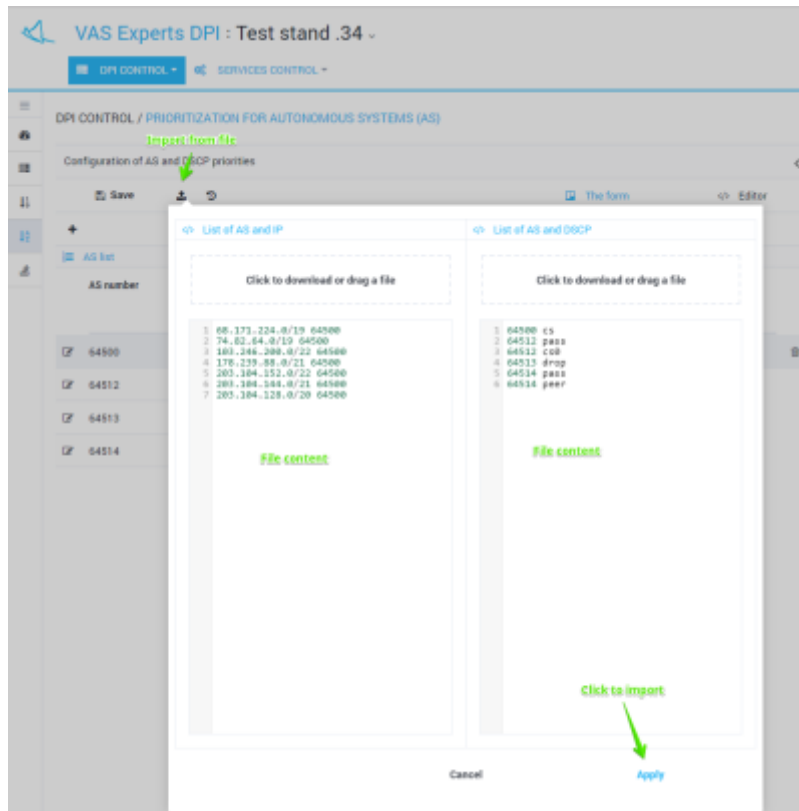 VAS Experts DPI : Test stand .34
DPI CONTROL
SERVICES CONTROL
DPI CONTROL / PRIORITIZATION FOR AUTONOMOUS SYSTEMS (AS)
Import from file
Configuration of AS and DSCP priorities
Save
The form
</> Editor
+
</> List of AS and IP
</> List of AS and DSCP
AS list
Click to download or drag a file
Click to download or drag a file
AS number
1 68.171.224.0/19 64500
2 74.82.64.0/19 64500
3 103.246.200.0/22 64500
4 178.239.88.0/21 64500
5 203.104.152.0/22 64500
6 203.104.144.0/21 64500
7 203.104.128.0/20 64500
1 64500 cs
2 64512 pass
3 64512 cs0
4 64513 drop
5 64514 pass
6 64514 peer
64500
64512
64513
64514
File content
File content
Click to import
Cancel
Apply